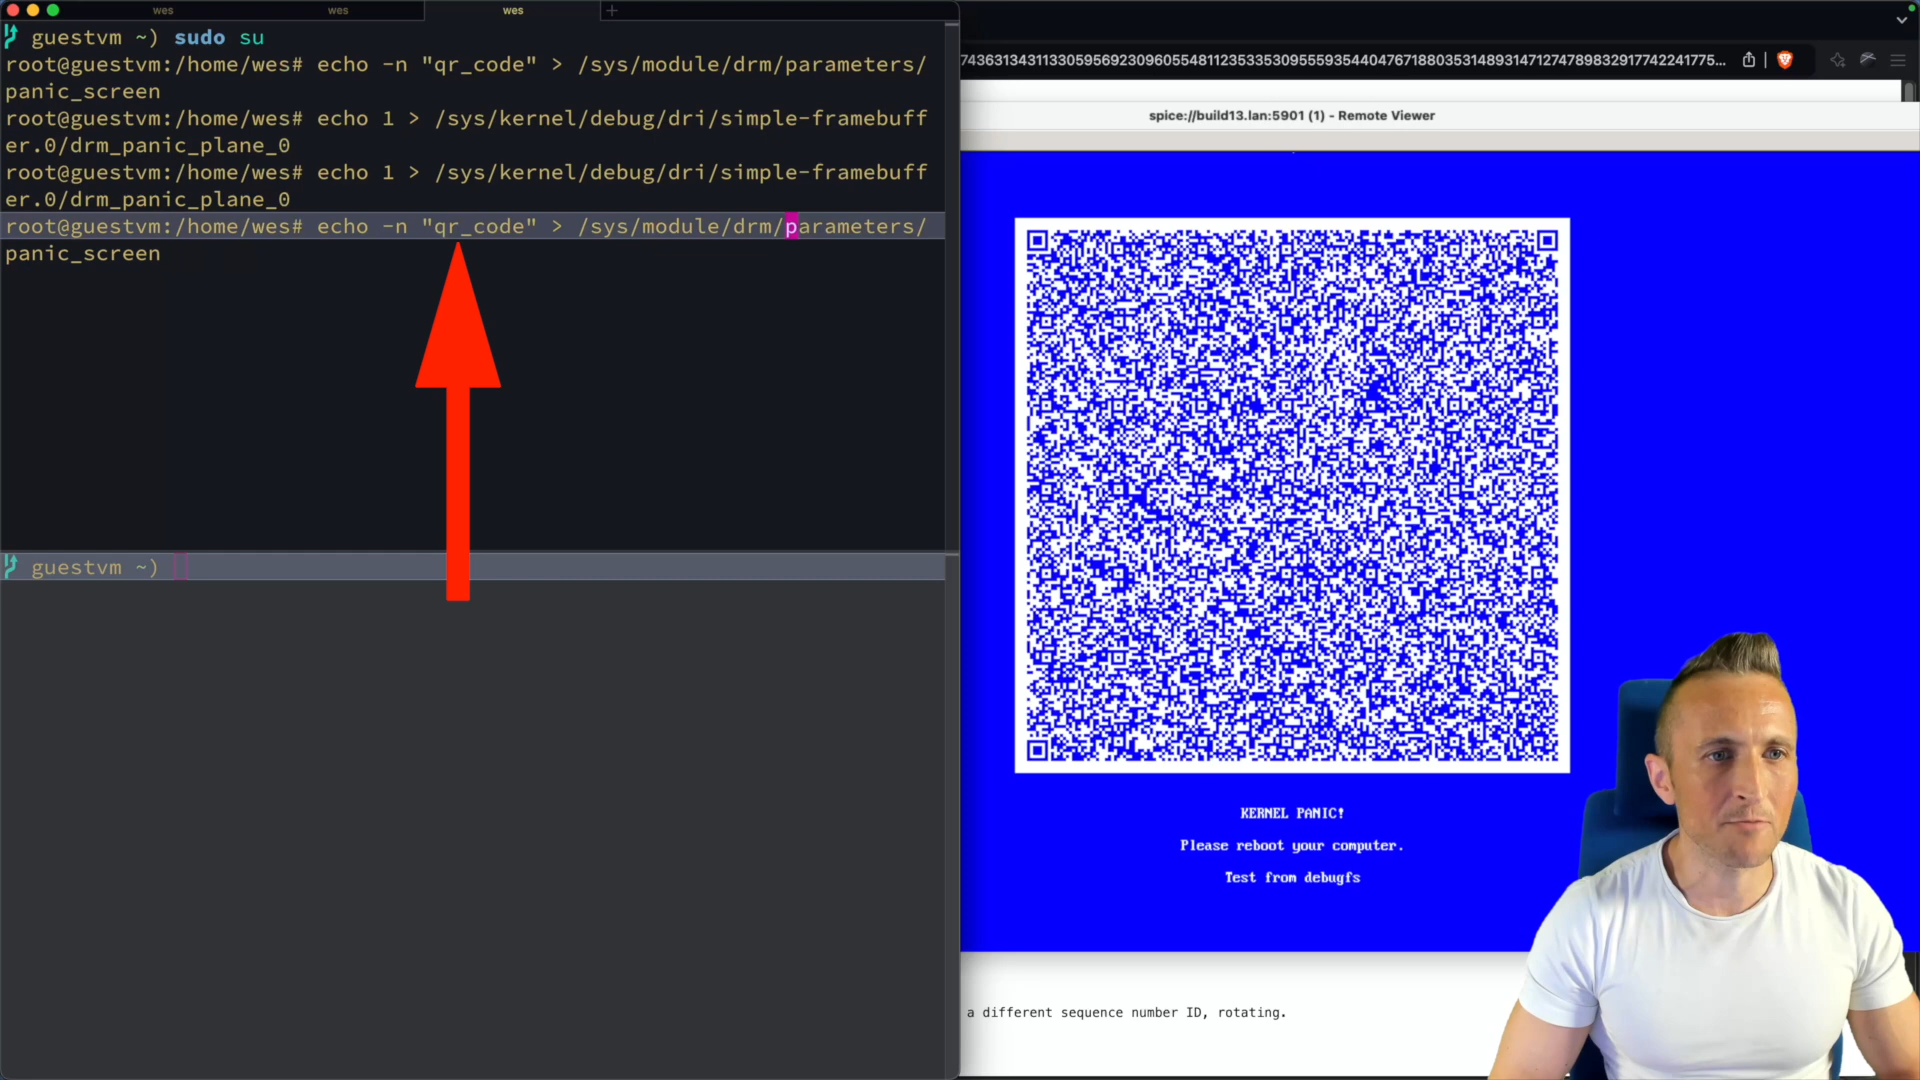 wes
wes
wes
guestvm ~) sudo su
root@guestvm:/home/wes# echo -n "qr_code" > /sys/module/drm/parameters/
panic_screen
root@guestvm:/home/wes# echo 1 > /sys/kernel/debug/dri/simple-framebuff
er.0/drm_panic_plane_0
root@guestvm:/home/wes# echo 1 > /sys/kernel/debug/dri/simple-framebuff
er.0/drm_panic_plane_0
root@guestvm:/home/wes# echo -n "qr_code" > /sys/module/drm/parameters/
panic_screen
guestvm ~)
spice://build13.lan:5901 (1) - Remote Viewer
KERNEL PANIC!
Please reboot your computer.
Test from debugfs
a different sequence number ID, rotating.